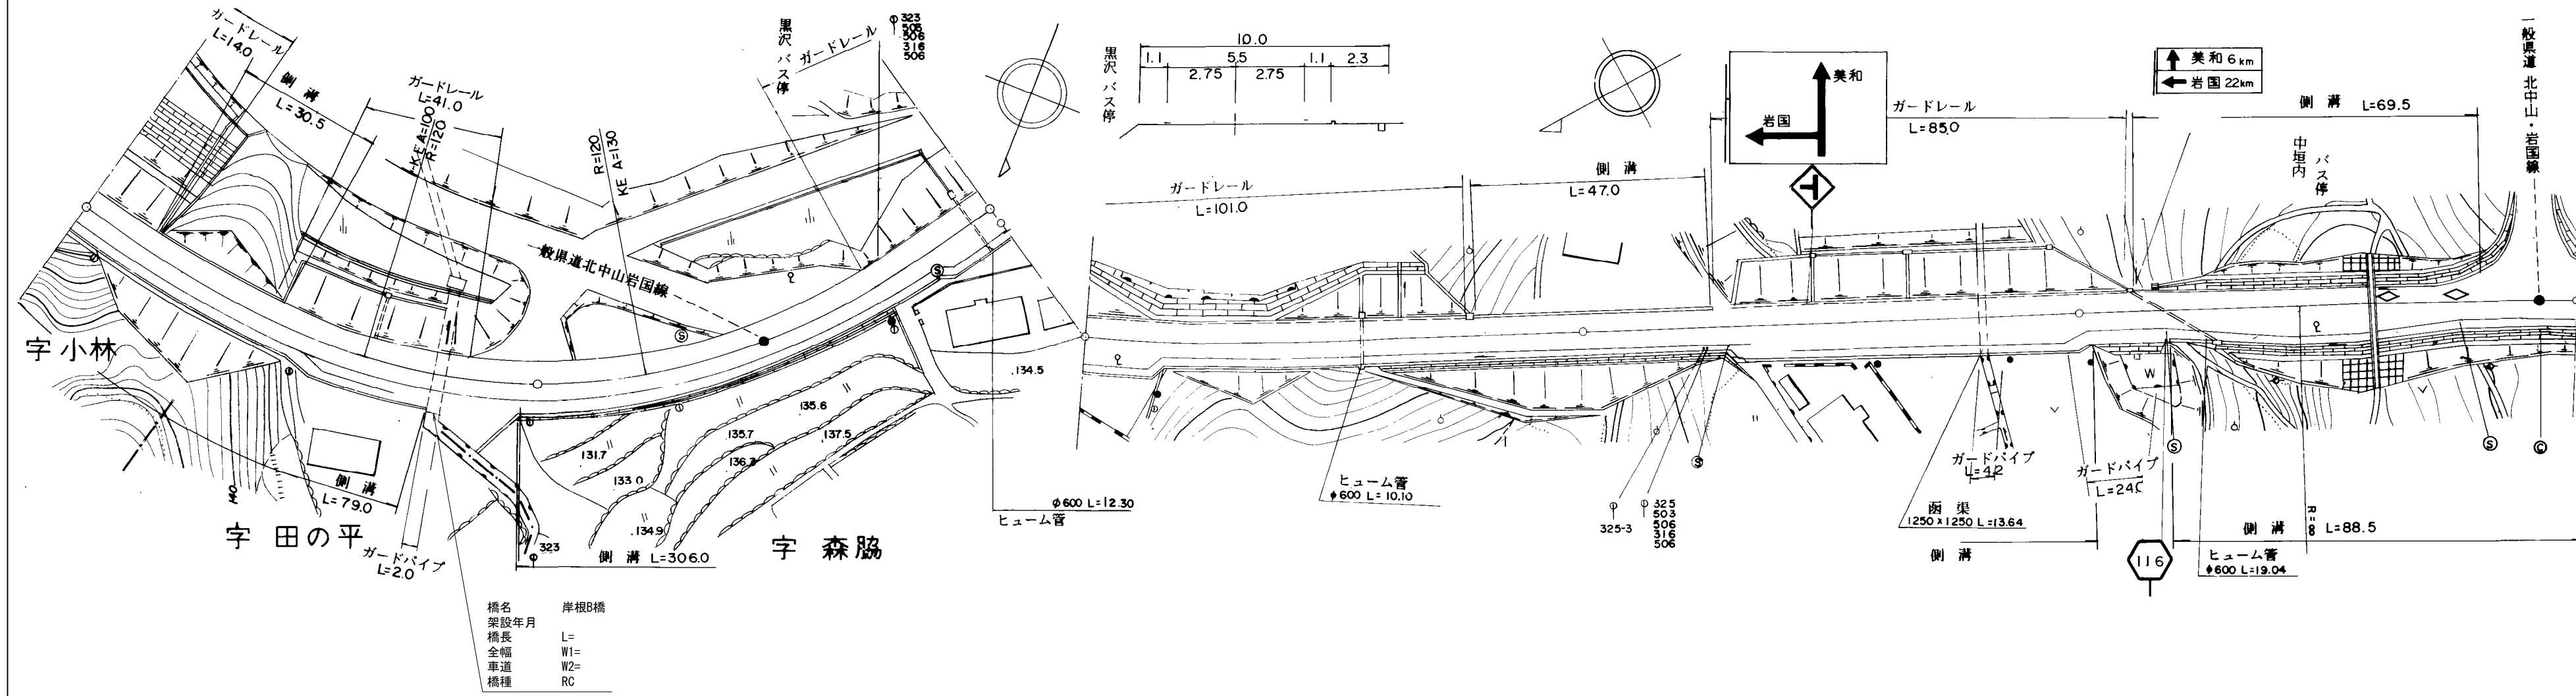 ガードレール
L=14.0
側溝
L=30.5
ガードレール
L=41.0
KE A=100
R=120
R=120
KE A=130
黒沢バス停
ガードレール
323
506
316
506
一般県道北中山岩国線
字小林
140
側溝
L=79.0
字 田の平
ガードパイプ
L=2.0
323
側溝 L=306.0
字 森脇
131.7
133.0
134.9
135.7
135.6
137.5
134.5
φ600 L=12.30
ヒューム管
橋名 岸根B橋
架設年月
橋長 L=
全幅 W1=
車道 W2=
橋種 RC
黒沢バス停
10.0
1.1 5.5 1.1 2.3
2.75 2.75
ガードレール
L=101.0
側溝
L=47.0
美和
岩国
ガードレール
L=85.0
美和 6km
岩国 22km
側溝 L=69.5
中垣内 バス停
一般県道 北中山・岩国線
ヒューム管
φ600 L=10.10
325-3
325
503
506
316
506
函渠
1250×1250 L=13.64
ガードパイプ
L=4.2
ガードパイプ
側溝
116
W
ヒューム管
φ600 L=19.04
側溝 L=88.5
S
S
S
S
S
C